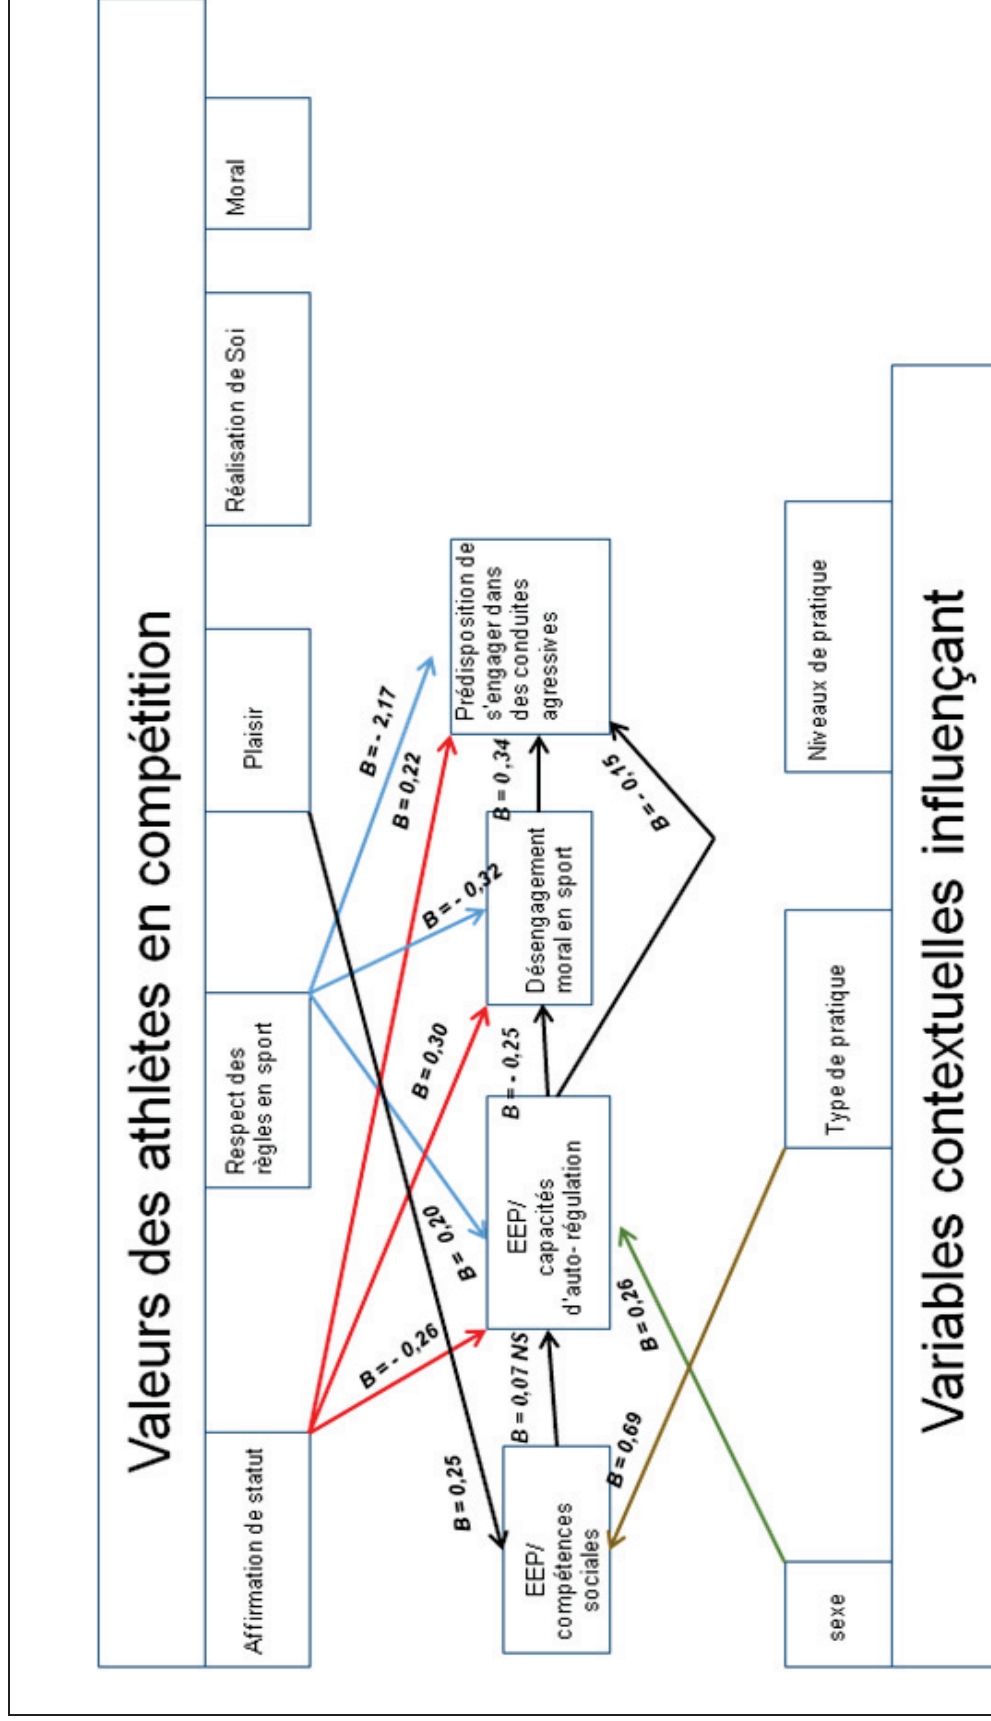 Valeurs des athlètes en compétition
Affirmation de statut
Respect des
règles en sport
Plaisir
Réalisation de Soi
Moral
B = 0,25
B = - 0,26
B = 0,20
B = 0,30
B = - 0,32
B = 0,22
B = - 2,17
EEP/
compétences
sociales
B = 0,07 NS
EEP/
capacités
d'auto- régulation
B = - 0,25
Désengagement
moral en sport
B = 0,34
Prédisposition de
s'engager dans
des conduites
agressives
B = 0,69
B = 0,26
B = - 0,15
sexe
Type de pratique
Niveaux de pratique
Variables contextuelles influençant